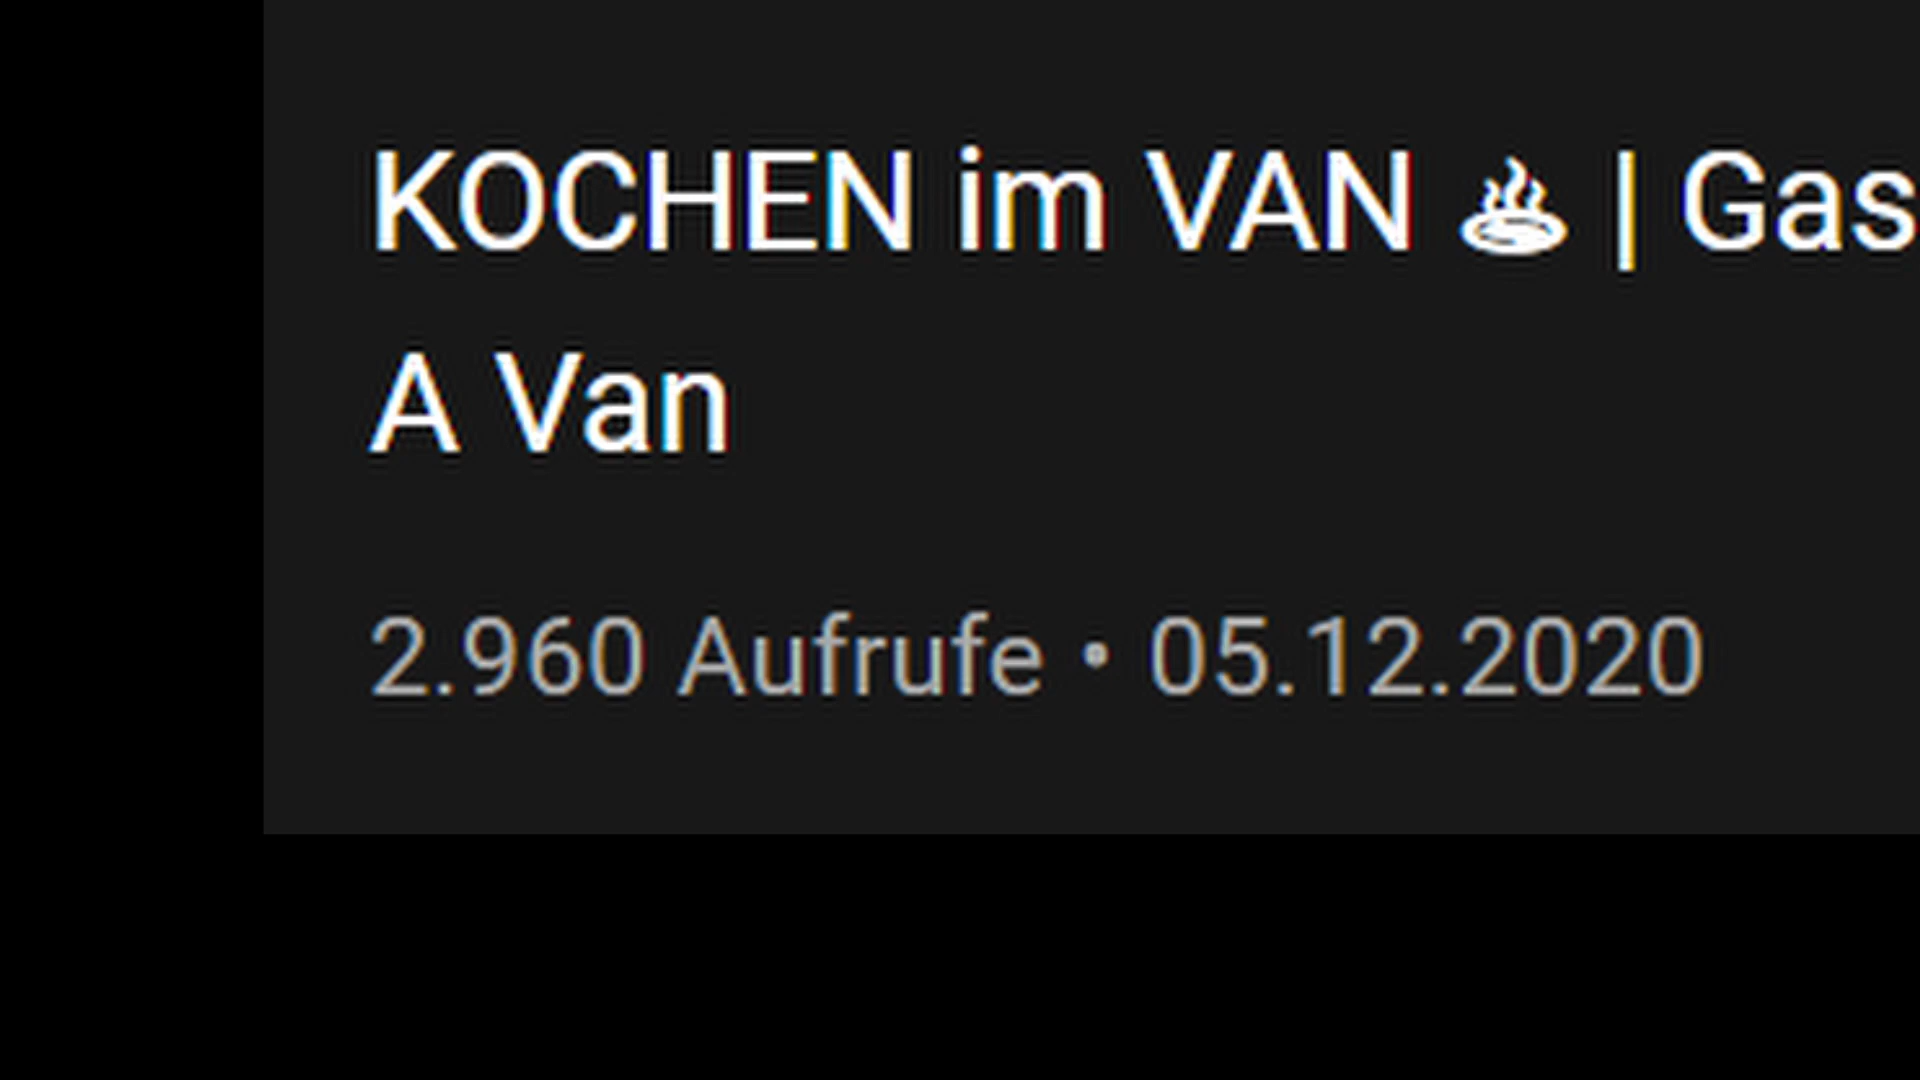 KOCHEN im VAN ♨ | Gas
A Van
2.960 Aufrufe • 05.12.2020